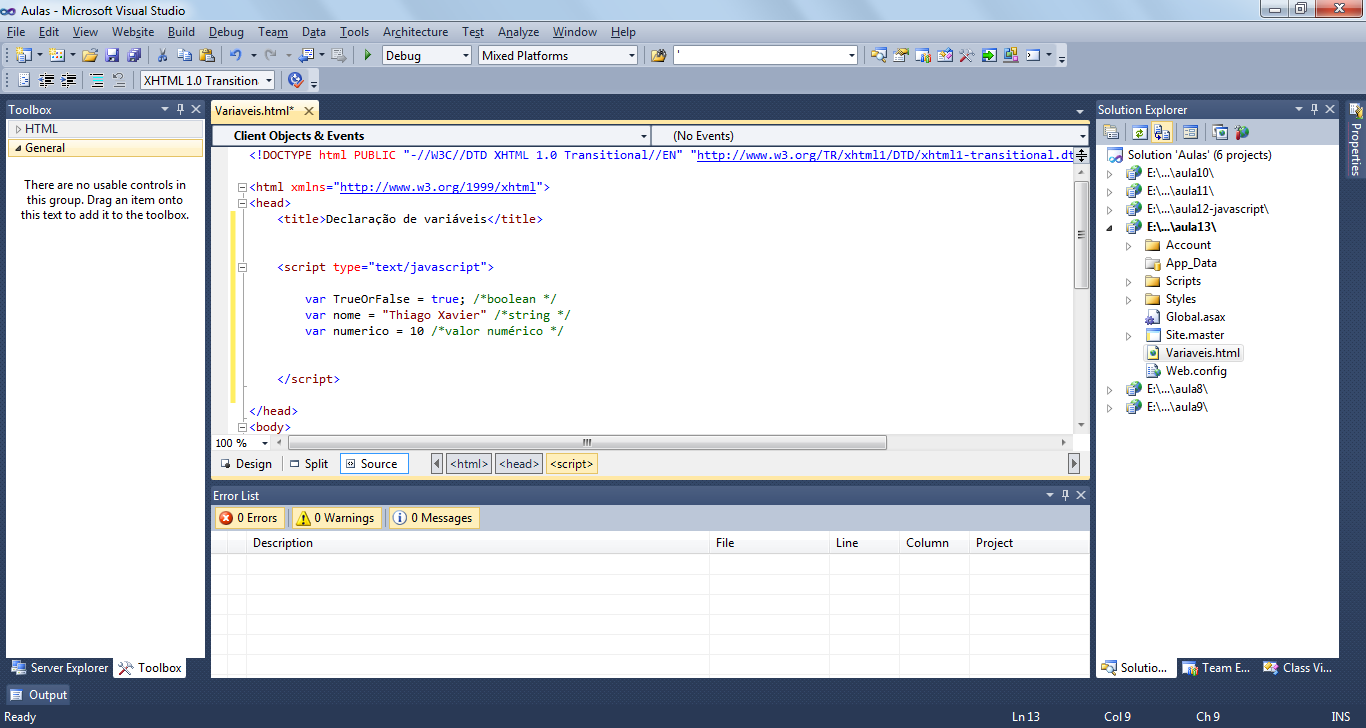 Aulas - Microsoft Visual Studio
File Edit View Website Build Debug Team Data Tools Architecture Test Analyze Window Help
Debug Mixed Platforms '
XHTML 1.0 Transition
Toolbox
HTML
General
There are no usable controls in
this group. Drag an item onto
this text to add it to the toolbox.
Server Explorer Toolbox
Variaveis.html*
Client Objects & Events (No Events)
<!DOCTYPE html PUBLIC "-//W3C//DTD XHTML 1.0 Transitional//EN" "http://www.w3.org/TR/xhtml1/DTD/xhtml1-transitional.dt
<html xmlns="http://www.w3.org/1999/xhtml">
<head>
<title>Declaração de variáveis</title>
<script type="text/javascript">
var TrueOrFalse = true; /*boolean */
var nome = "Thiago Xavier" /*string */
var numerico = 10 /*valor numérico */
</script>
</head>
<body>
100 %
Design Split Source <html> <head> <script>
Error List
0 Errors 0 Warnings 0 Messages
Description File Line Column Project
Solution Explorer
Solution 'Aulas' (6 projects)
E:\...\aula10\
E:\...\aula11\
E:\...\aula12-javascript\
E:\...\aula13\
Account
App_Data
Scripts
Styles
Global.asax
Site.master
Variaveis.html
Web.config
E:\...\aula8\
E:\...\aula9\
Solutio... Team E... Class Vi...
Properties
Output
Ready Ln 13 Col 9 Ch 9 INS